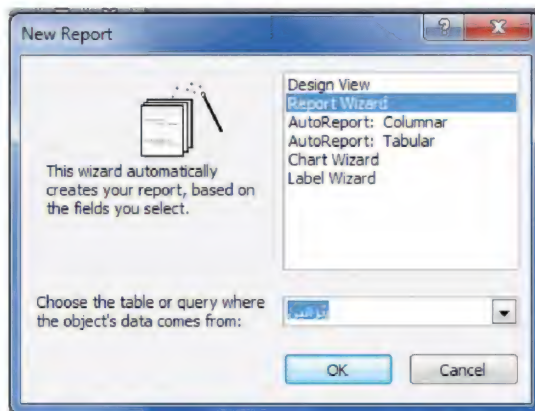 New Report
Design View
Report Wizard
AutoReport: Columnar
AutoReport: Tabular
Chart Wizard
Label Wizard
This wizard automatically
creates your report, based on
the fields you select.
Choose the table or query where
the object's data comes from:
OK
Cancel